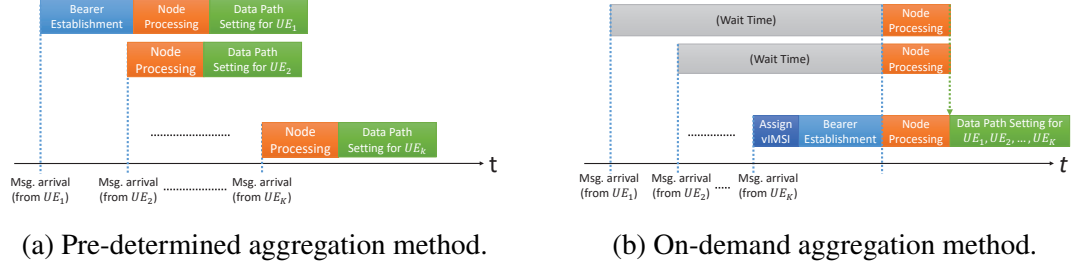 Bearer
Establishment
Node
Processing
Data Path
Setting for UE1
Node
Processing
Data Path
Setting for UE2
...................
Node
Processing
Data Path
Setting for UEk
t
Msg. arrival
(from UE1)
Msg. arrival
(from UE2)
...................
Msg. arrival
(from UEK)
(a) Pre-determined aggregation method.
(Wait Time)
Node
Processing
(Wait Time)
Node
Processing
............
Assign
vIMSI
Bearer
Establishment
Node
Processing
Data Path Setting for
UE1, UE2, ..., UEK
t
Msg. arrival
(from UE1)
Msg. arrival
(from UE2)
.....
Msg. arrival
(from UEK)
(b) On-demand aggregation method.